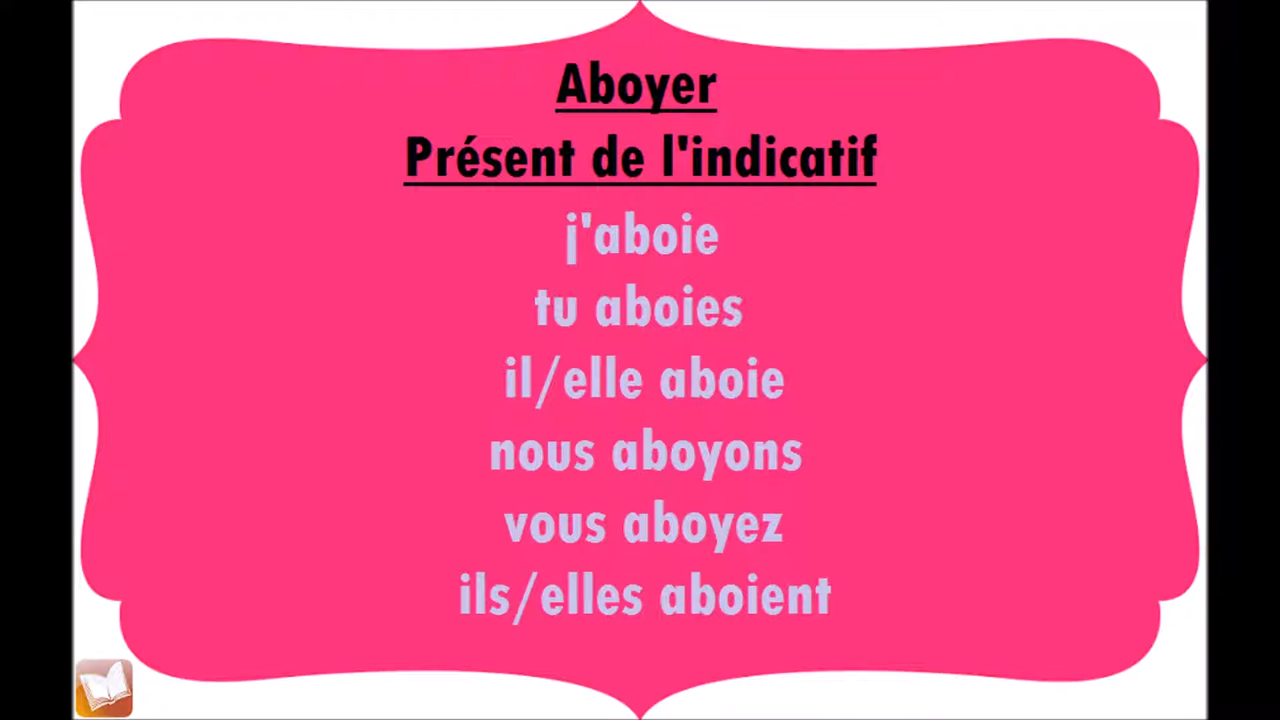 Aboyer
Présent de l'indicatif
j'aboie
tu aboies
il/elle aboie
nous aboyons
vous aboyez
ils/elles aboient